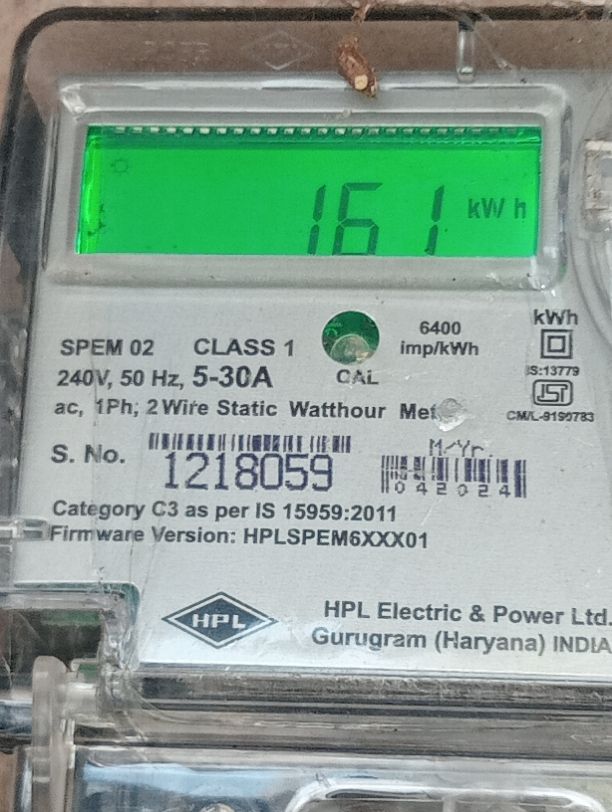 161 kWh
kWh
6400
SPEM 02 CLASS 1 imp/kWh
240V, 50 Hz, 5-30A CAL IS:13779
ac, 1Ph; 2 Wire Static Watthour CM/L-9190783
M/Yr.
S. No. 1218059 042024
Category C3 as per IS 15959:2011
Firmware Version: HPLSPEM6XXX01
HPL
HPL Electric & Power Ltd.
Gurugram (Haryana) INDIA